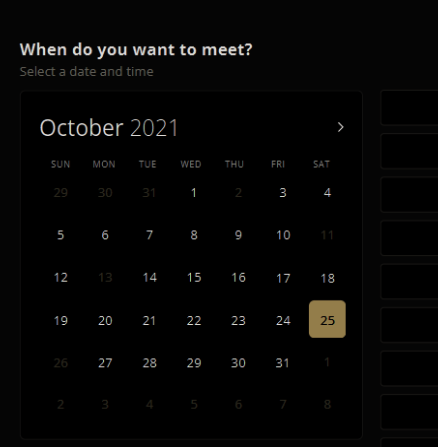 When do you want to meet?
Select a date and time
October 2021
SUN MON TUE WED THU FRI SAT
29 30 31 1 2 3 4
5 6 7 8 9 10 11
12 13 14 15 16 17 18
19 20 21 22 23 24 25
26 27 28 29 30 31 1
2 3 4 5 6 7 8